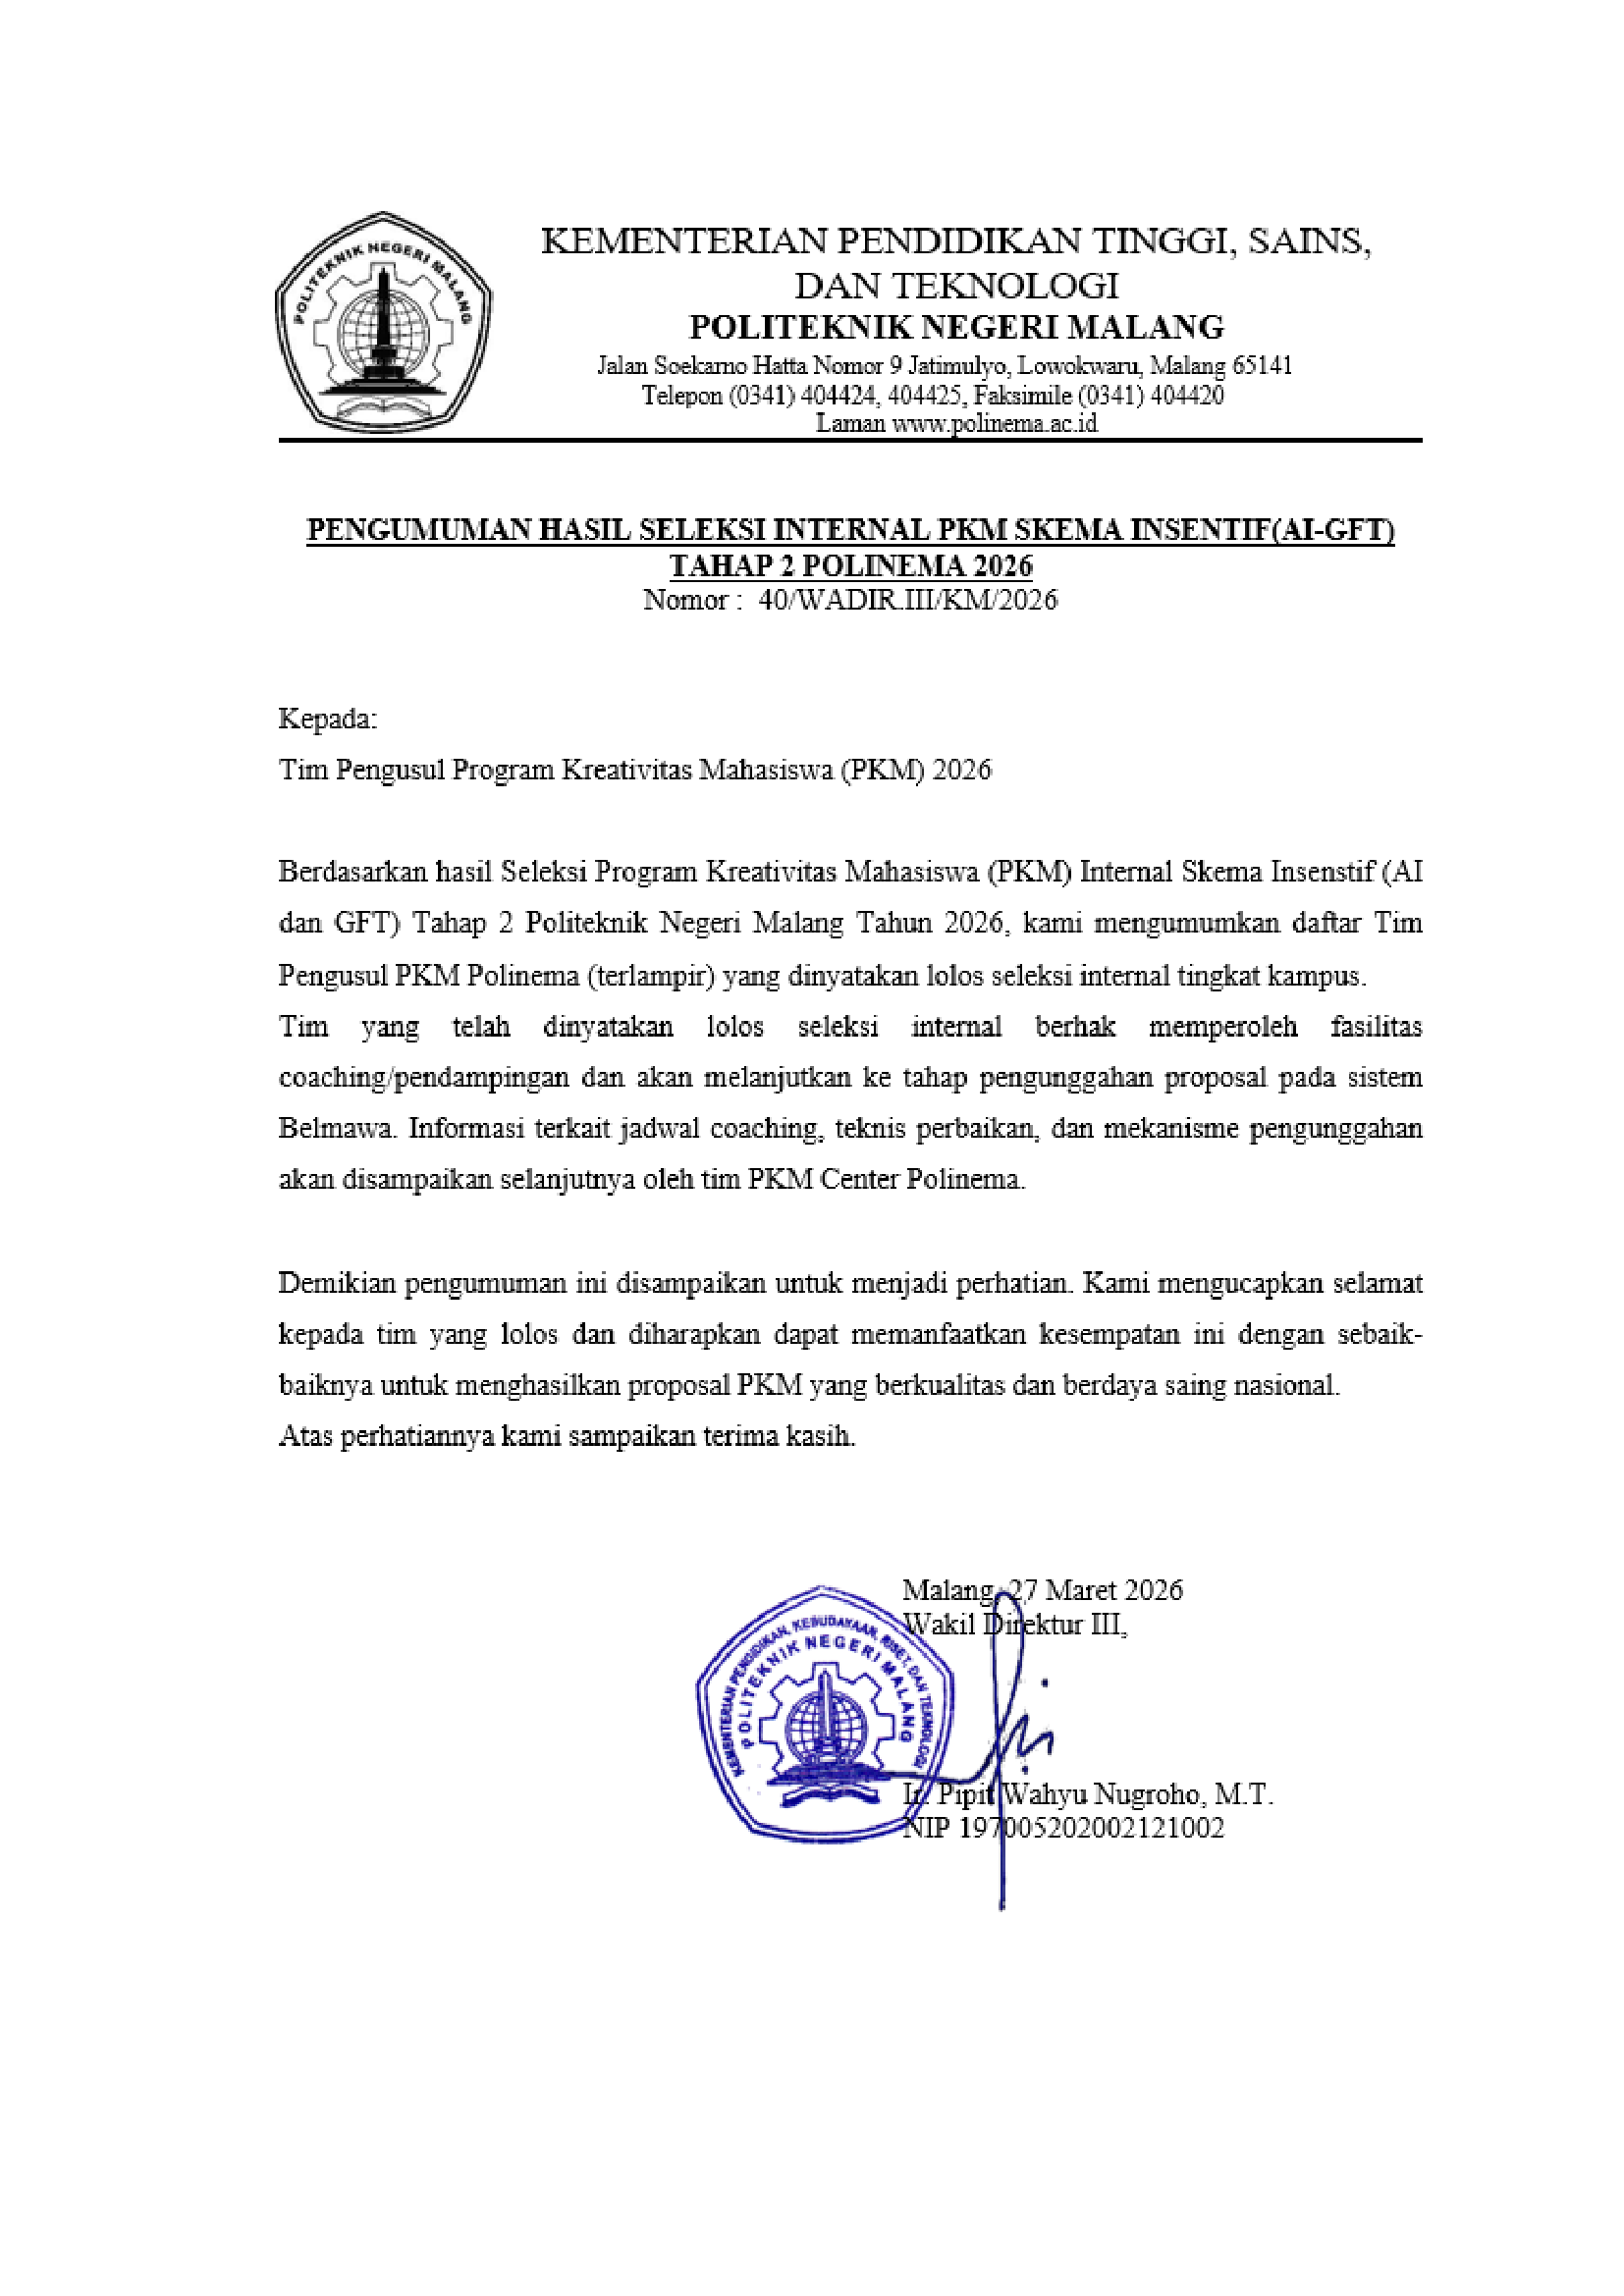 POLITEKNIK NEGERI MALANG
KEMENTERIAN PENDIDIKAN TINGGI, SAINS,
DAN TEKNOLOGI
POLITEKNIK NEGERI MALANG
Jalan Soekarno Hatta Nomor 9 Jatimulyo, Lowokwaru, Malang 65141
Telepon (0341) 404424, 404425, Faksimile (0341) 404420
Laman www.polinema.ac.id
PENGUMUMAN HASIL SELEKSI INTERNAL PKM SKEMA INSENTIF(AI-GFT)
TAHAP 2 POLINEMA 2026
Nomor : 40/WADIR.III/KM/2026
Kepada:
Tim Pengusul Program Kreativitas Mahasiswa (PKM) 2026
Berdasarkan hasil Seleksi Program Kreativitas Mahasiswa (PKM) Internal Skema Insenstif (AI
dan GFT) Tahap 2 Politeknik Negeri Malang Tahun 2026, kami mengumumkan daftar Tim
Pengusul PKM Polinema (terlampir) yang dinyatakan lolos seleksi internal tingkat kampus.
Tim yang telah dinyatakan lolos seleksi internal berhak memperoleh fasilitas
coaching/pendampingan dan akan melanjutkan ke tahap pengunggahan proposal pada sistem
Belmawa. Informasi terkait jadwal coaching, teknis perbaikan, dan mekanisme pengunggahan
akan disampaikan selanjutnya oleh tim PKM Center Polinema.
Demikian pengumuman ini disampaikan untuk menjadi perhatian. Kami mengucapkan selamat
kepada tim yang lolos dan diharapkan dapat memanfaatkan kesempatan ini dengan sebaik-
baiknya untuk menghasilkan proposal PKM yang berkualitas dan berdaya saing nasional.
Atas perhatiannya kami sampaikan terima kasih.
Malang, 27 Maret 2026
Wakil Direktur III,
KEMENTERIAN PENDIDIKAN, KEBUDAYAAN, RISET, DAN TEKNOLOGI
POLITEKNIK NEGERI MALANG
Ir. Pipit Wahyu Nugroho, M.T.
NIP 197005202002121002